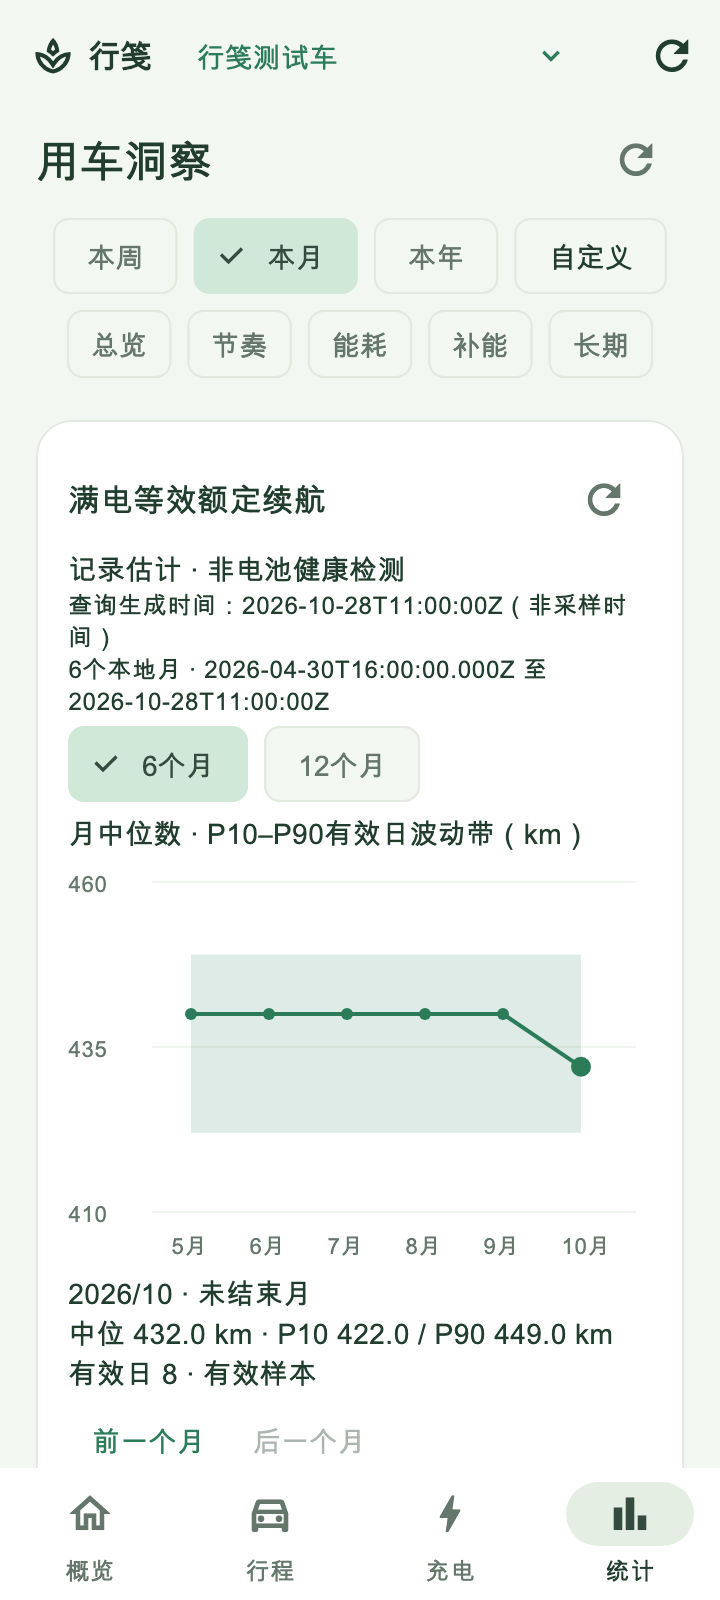 行笺 行笺测试车
用车洞察
本周 本月 本年 自定义
总览 节奏 能耗 补能 长期
满电等效额定续航
记录估计 · 非电池健康检测
查询生成时间：2026-10-28T11:00:00Z（非采样时
间）
6个本地月 · 2026-04-30T16:00:00.000Z 至
2026-10-28T11:00:00Z
6个月 12个月
月中位数 · P10–P90有效日波动带（km）
460
435
410
5月 6月 7月 8月 9月 10月
2026/10 · 未结束月
中位 432.0 km · P10 422.0 / P90 449.0 km
有效日 8 · 有效样本
前一个月 后一个月
概览 行程 充电 统计